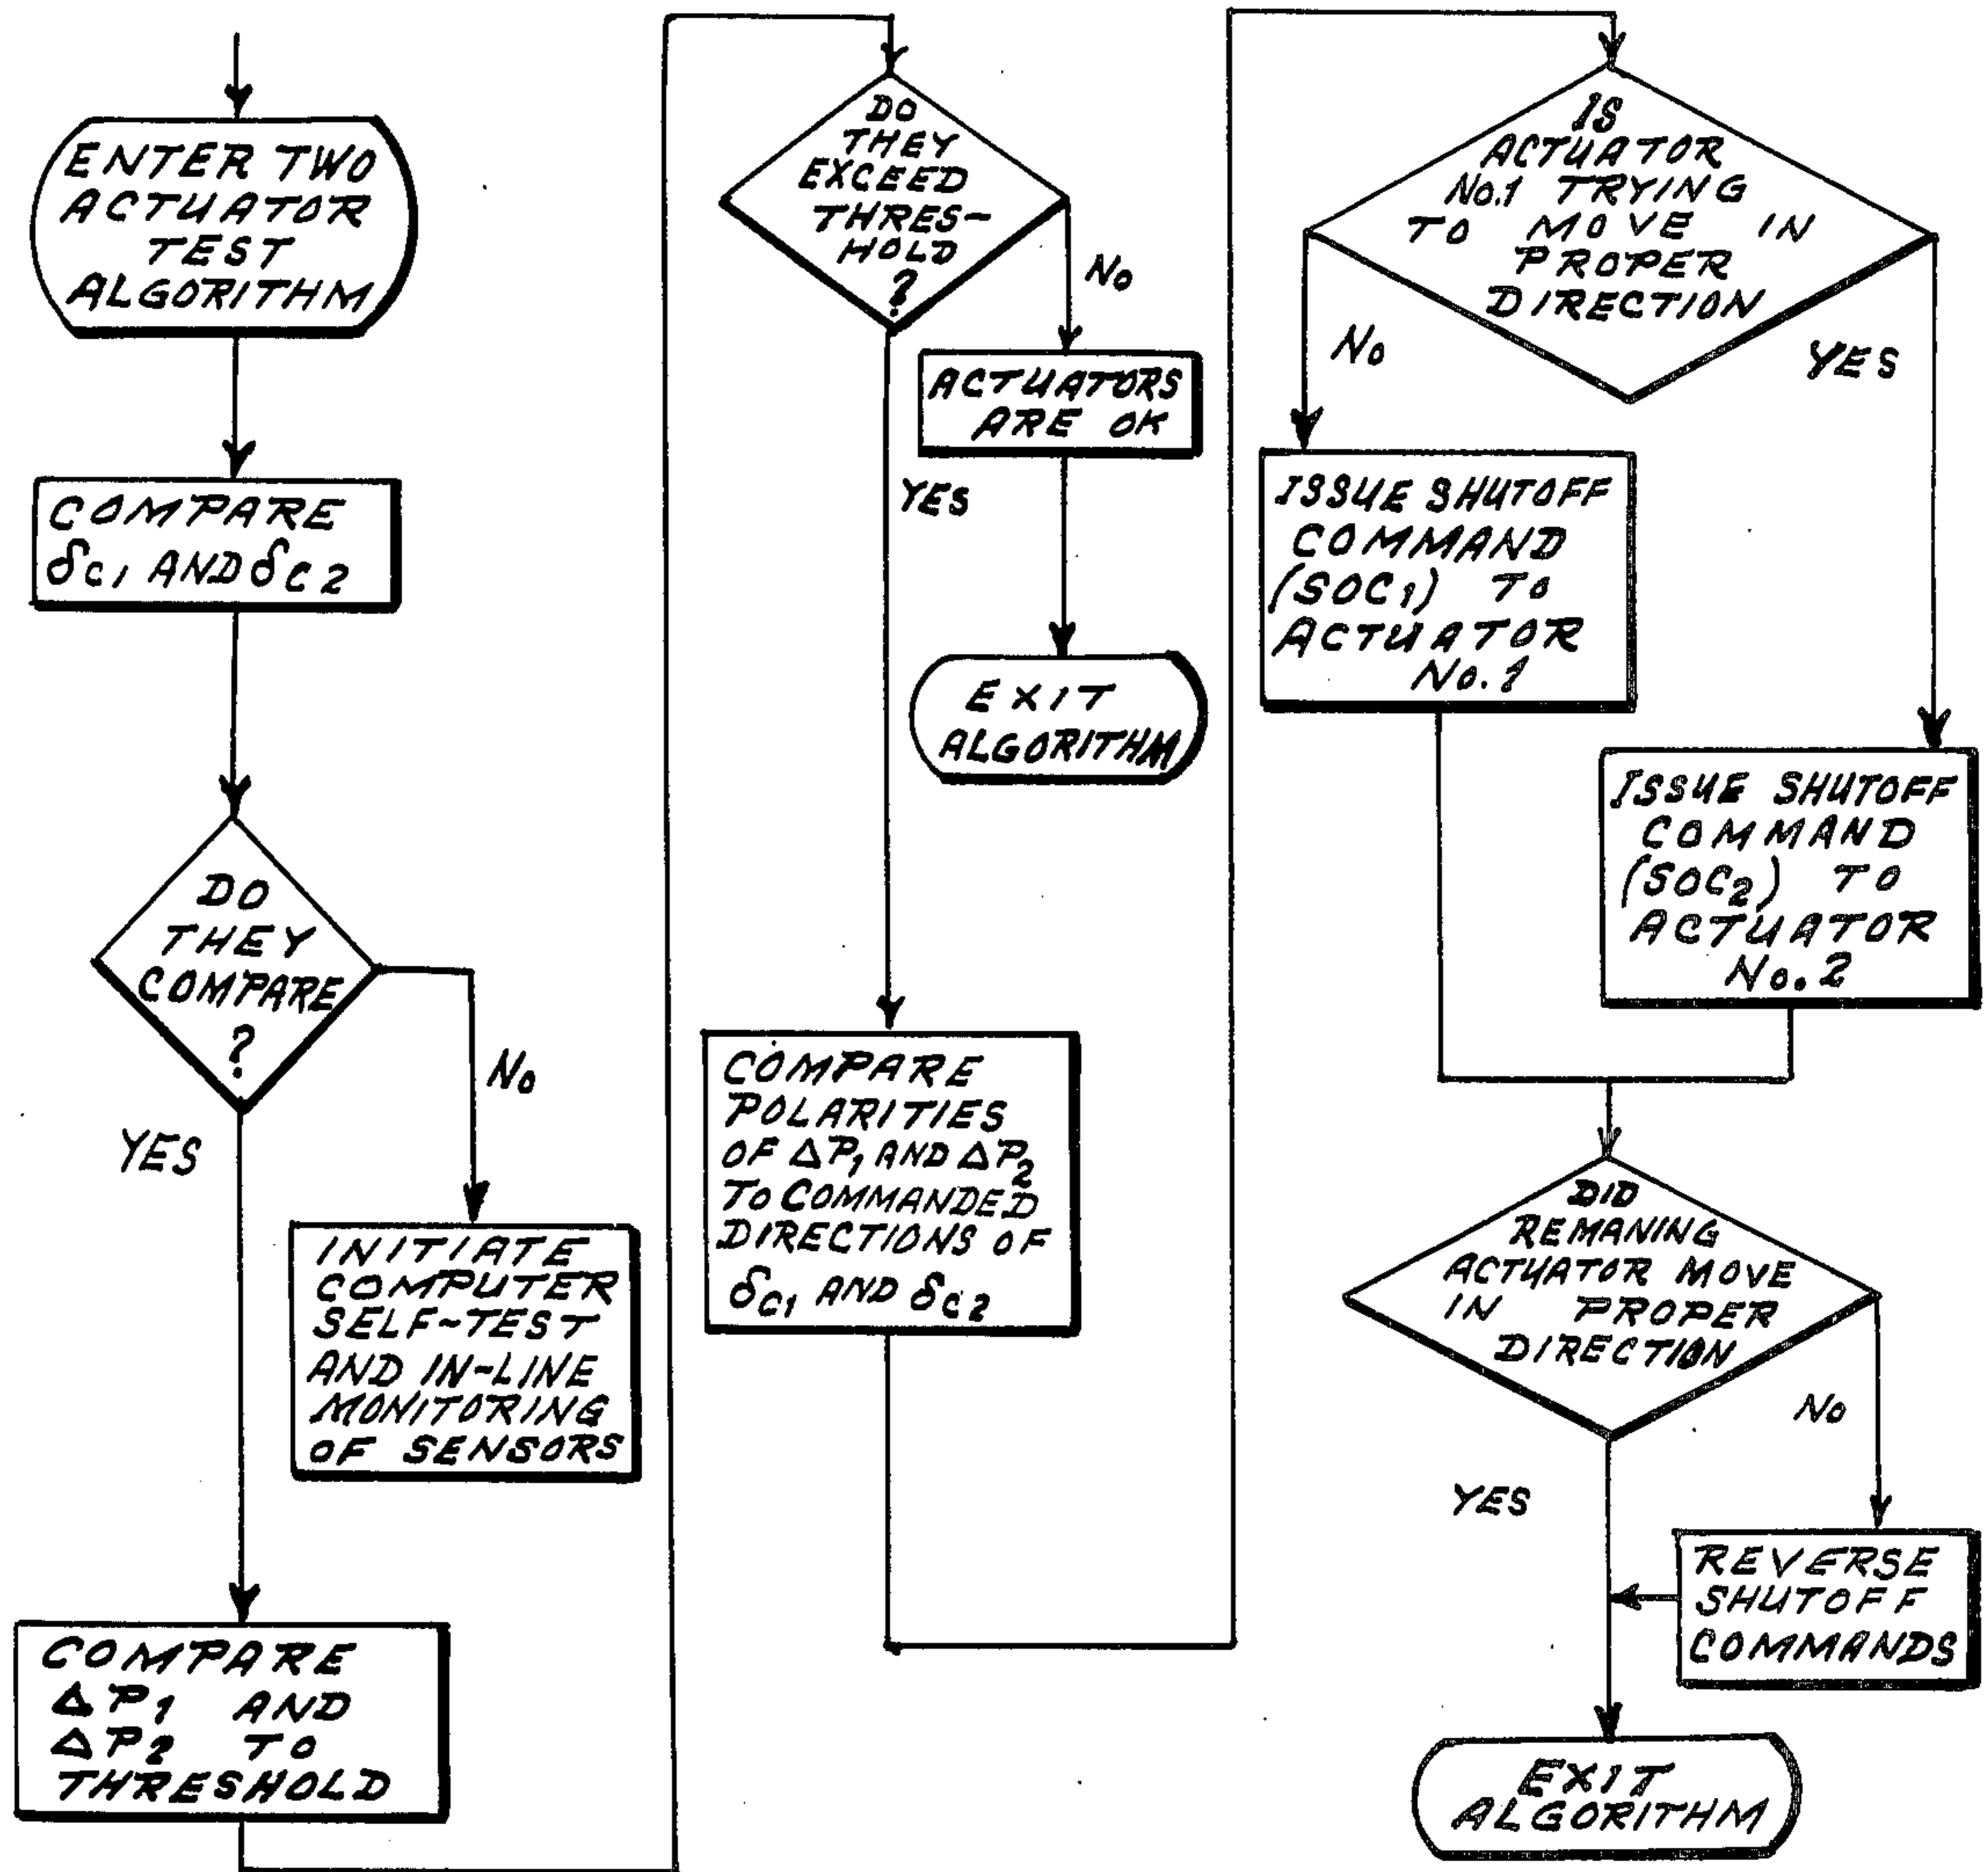 ENTER TWO
ACTUATOR
TEST
ALGORITHM
COMPARE
δC1 AND δC2
DO
THEY
COMPARE
?
No
YES
INITIATE
COMPUTER
SELF-TEST
AND IN-LINE
MONITORING
OF SENSORS
COMPARE
ΔP1 AND
ΔP2 TO
THRESHOLD
DO
THEY
EXCEED
THRES-
HOLD
?
No
ACTUATORS
ARE OK
YES
EXIT
ALGORITHM
COMPARE
POLARITIES
OF ΔP1 AND ΔP2
TO COMMANDED
DIRECTIONS OF
δC1 AND δC2
IS
ACTUATOR
No.1 TRYING
TO MOVE IN
PROPER
DIRECTION
No
YES
ISSUE SHUTOFF
COMMAND
(SOC1) TO
ACTUATOR
No.1
ISSUE SHUTOFF
COMMAND
(SOC2) TO
ACTUATOR
No.2
DID
REMANING
ACTUATOR MOVE
IN PROPER
DIRECTION
No
YES
REVERSE
SHUTOFF
COMMANDS
EXIT
ALGORITHM